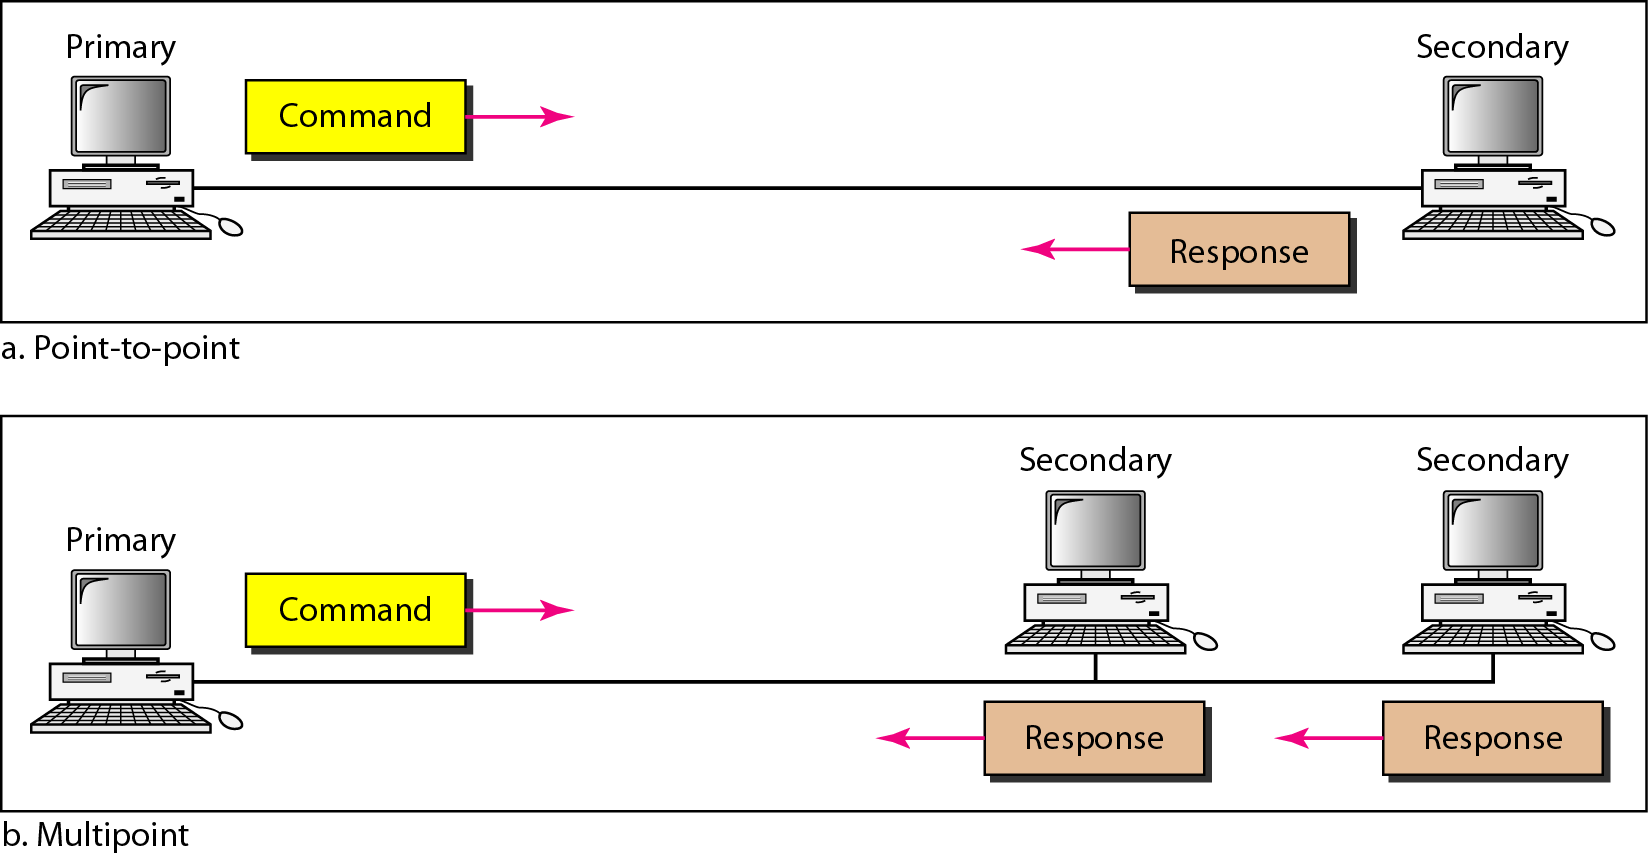 Primary
Secondary
Command
Response
a. Point-to-point
Secondary
Secondary
Primary
Command
Response
Response
b. Multipoint